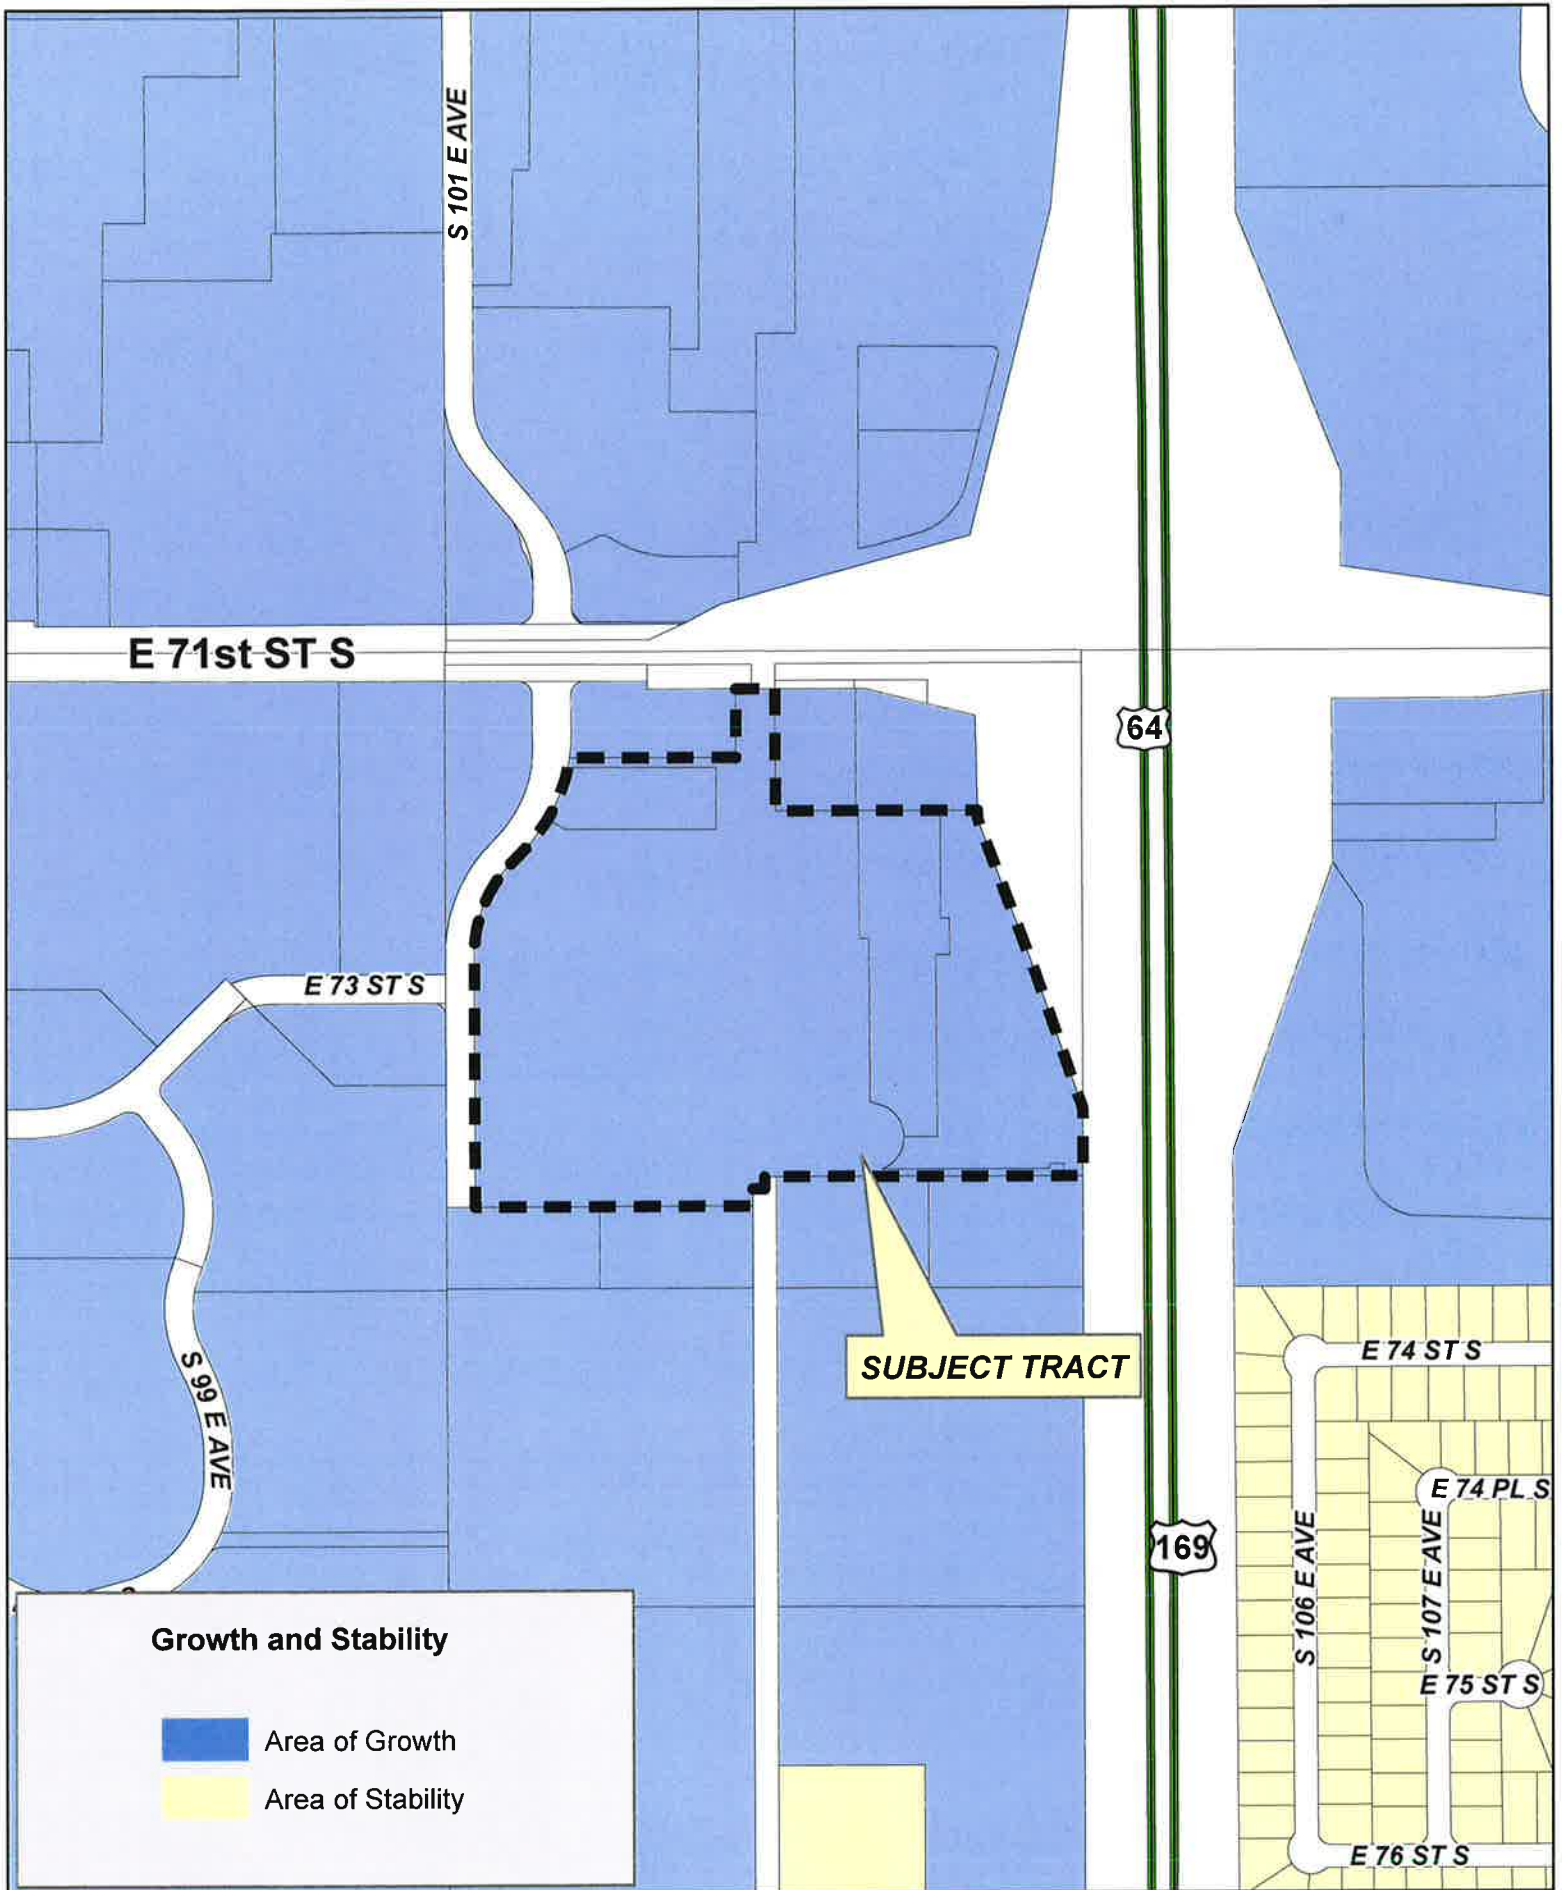 S 101 E AVE
E 71st ST S
64
E 73 ST S
SUBJECT TRACT
E 74 ST S
S 99 E AVE
E 74 PL S
169
S 106 E AVE
S 107 E AVE
Growth and Stability
E 75 ST S
Area of Growth
Area of Stability
E 76 ST S